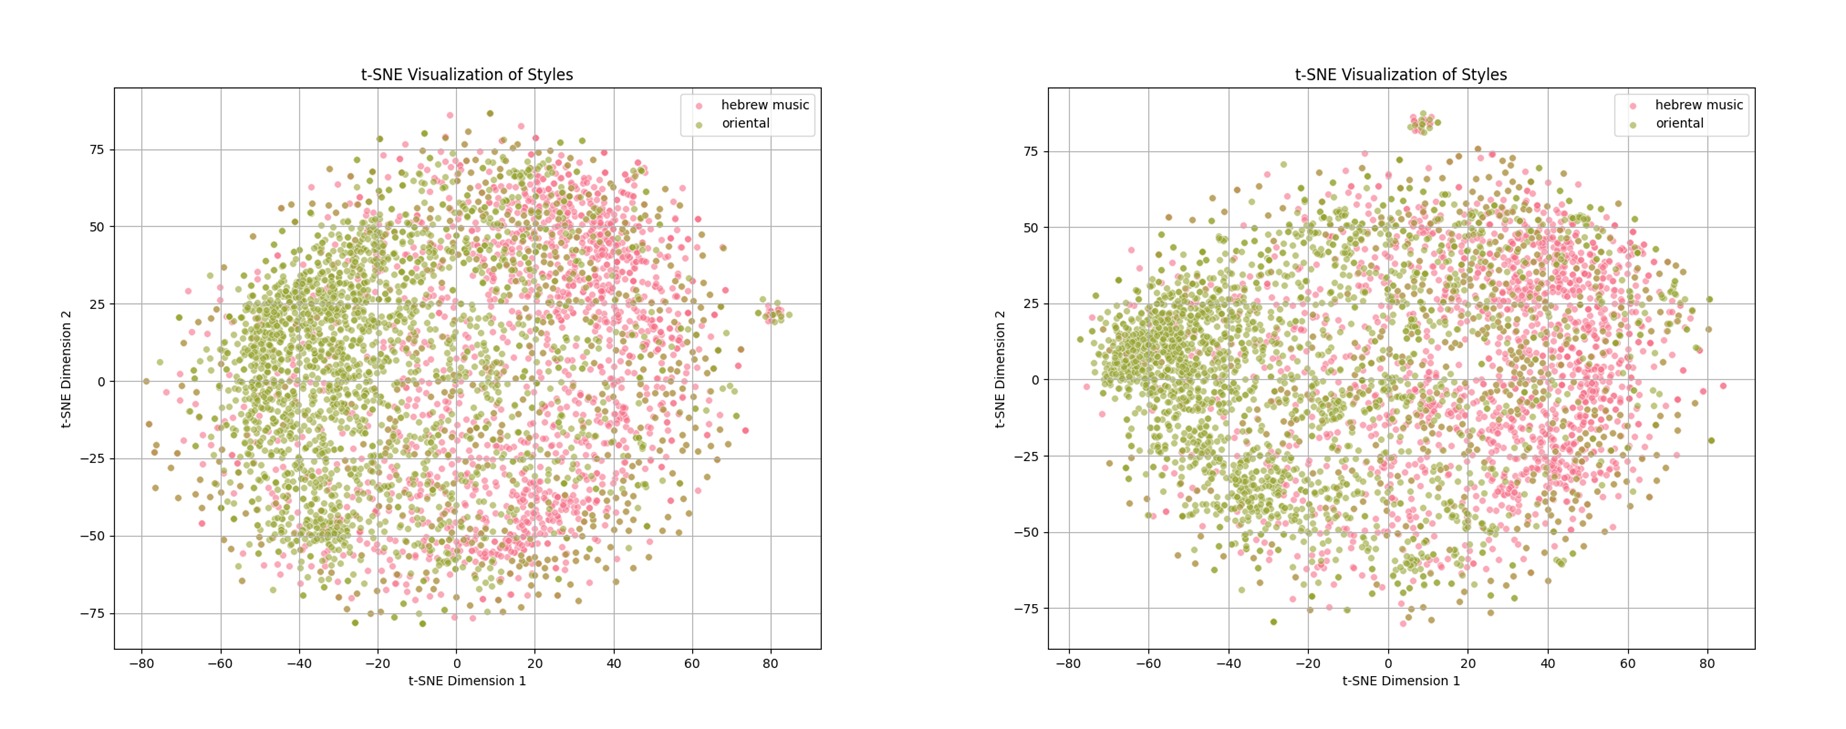 t-SNE Visualization of Styles
hebrew music
oriental
75
50
25
0
−25
−50
−75
t-SNE Dimension 2
−80 −60 −40 −20 0 20 40 60 80
t-SNE Dimension 1
t-SNE Visualization of Styles
hebrew music
oriental
75
50
25
0
−25
−50
−75
t-SNE Dimension 2
−80 −60 −40 −20 0 20 40 60 80
t-SNE Dimension 1